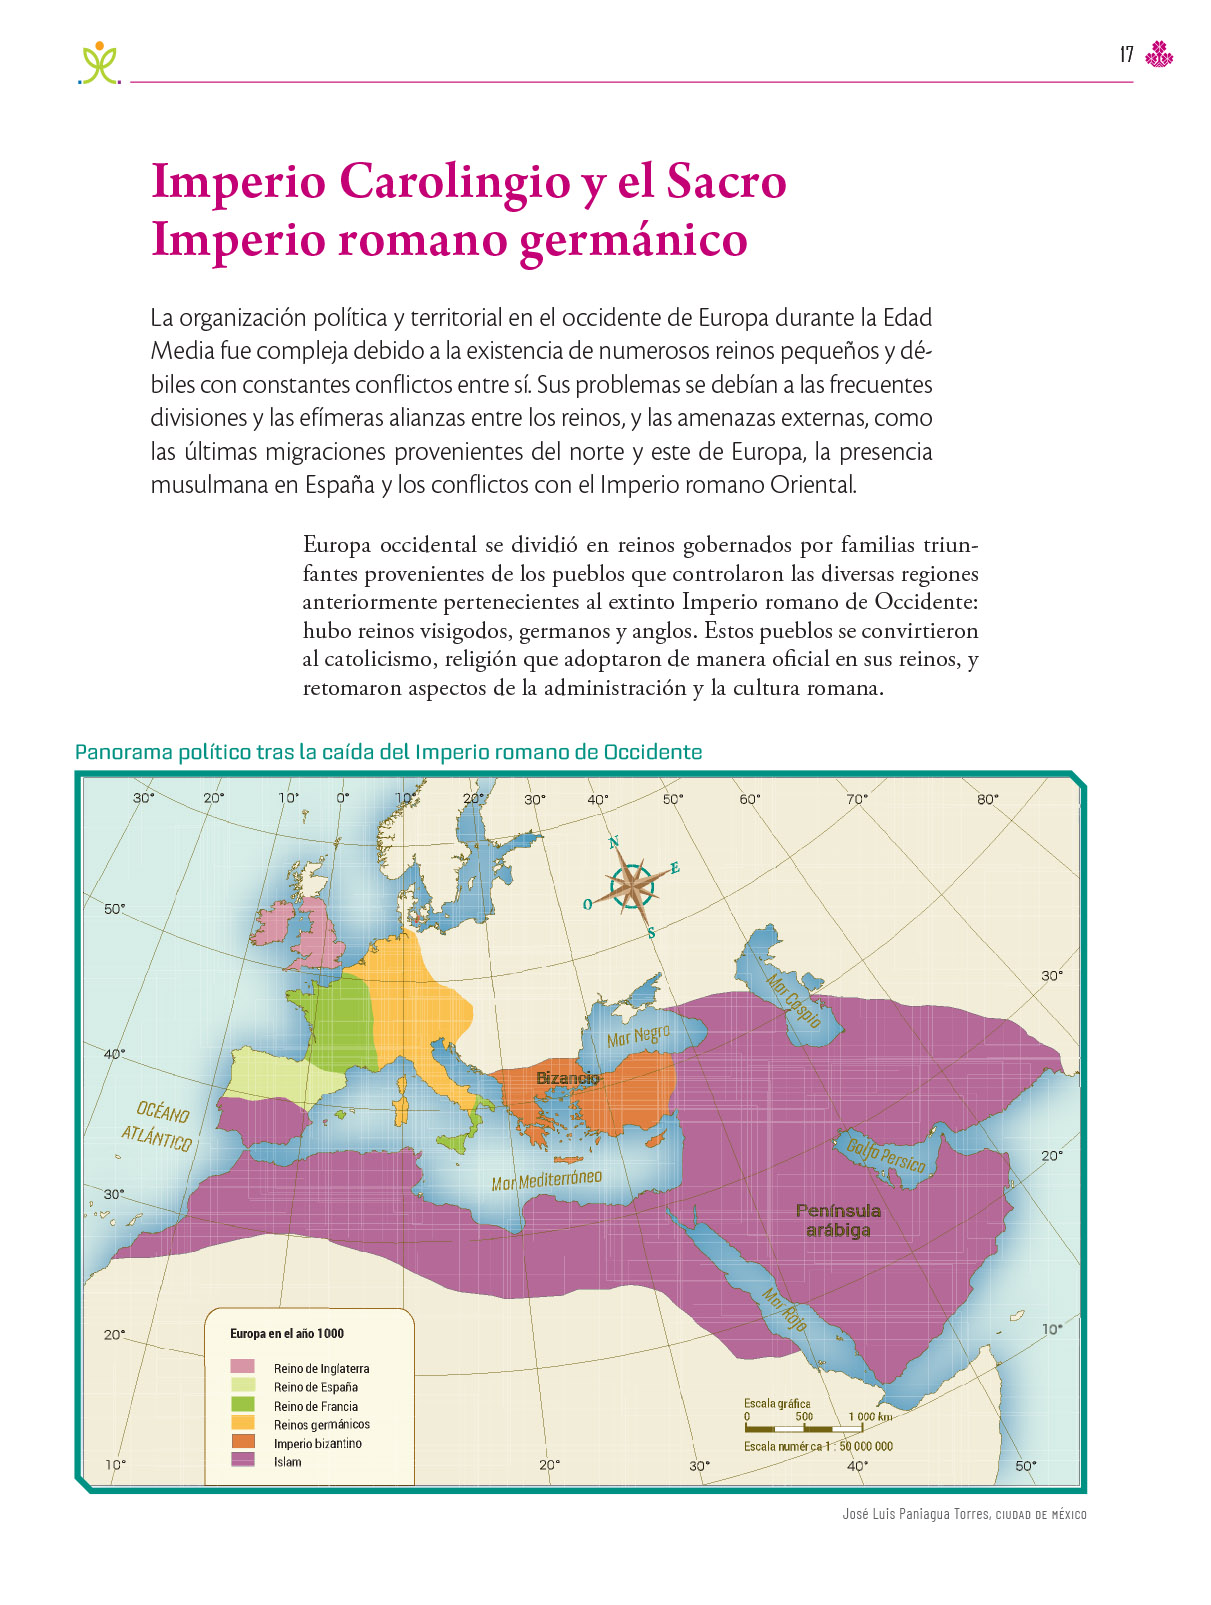 17
Imperio Carolingio y el Sacro
Imperio romano germánico
La organización política y territorial en el occidente de Europa durante la Edad
Media fue compleja debido a la existencia de numerosos reinos pequeños y dé-
biles con constantes conflictos entre sí. Sus problemas se debían a las frecuentes
divisiones y las efímeras alianzas entre los reinos, y las amenazas externas, como
las últimas migraciones provenientes del norte y este de Europa, la presencia
musulmana en España y los conflictos con el Imperio romano Oriental.
Europa occidental se dividió en reinos gobernados por familias triun-
fantes provenientes de los pueblos que controlaron las diversas regiones
anteriormente pertenecientes al extinto Imperio romano de Occidente:
hubo reinos visigodos, germanos y anglos. Estos pueblos se convirtieron
al catolicismo, religión que adoptaron de manera oficial en sus reinos, y
retomaron aspectos de la administración y la cultura romana.
Panorama político tras la caída del Imperio romano de Occidente
30° 20° 10° 0° 10° 20° 30° 40° 50° 60° 70° 80°
N
E
O
S
50°
30°
Mar Caspio
Mar Negro
40°
Bizancio
OCÉANO
ATLÁNTICO
Golfo Persico
20°
Mar Mediterráneo
30°
Península
arábiga
Mar Rojo
20°
10°
Europa en el año 1000
Reino de Inglaterra
Reino de España
Reino de Francia
Reinos germánicos
Imperio bizantino
Islam
Escala gráfica
0 500 1 000 km
Escala numér ca 1 : 50 000 000
10° 20° 30° 40° 50°
José Luis Paniagua Torres, CIUDAD DE MÉXICO